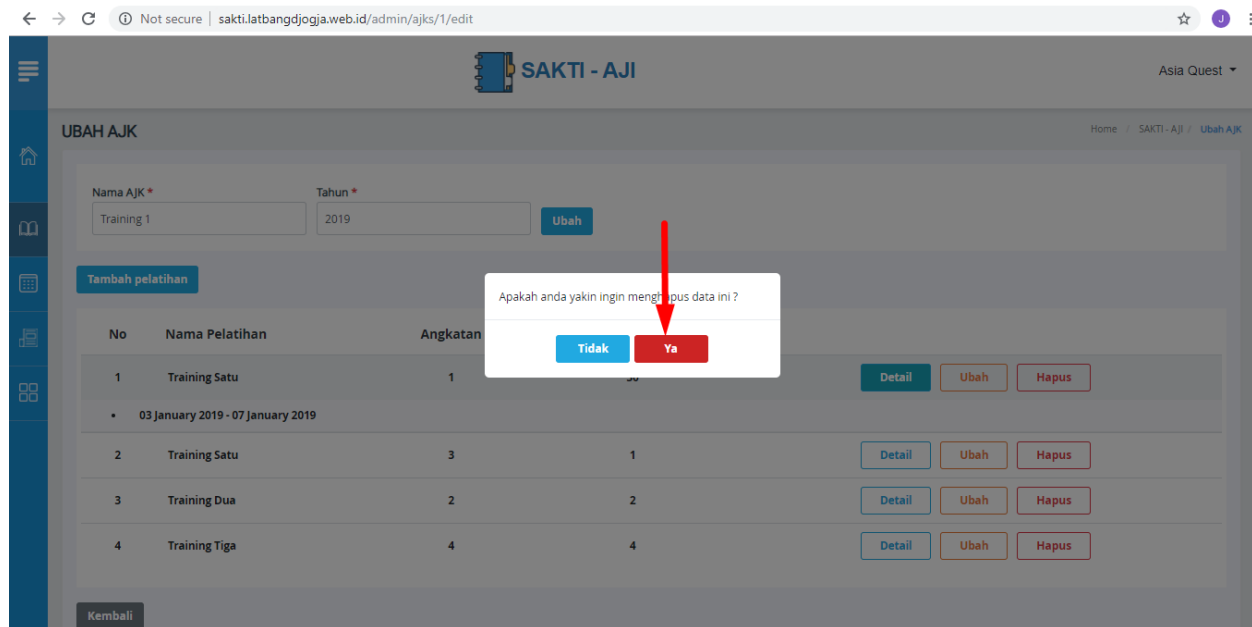 Not secure | sakti.latbangdjogja.web.id/admin/ajks/1/edit
J
SAKTI - AJI
Asia Quest
UBAH AJK
Home / SAKTI - AJI / Ubah AJK
Nama AJK * Tahun *
Training 1 2019 Ubah
Tambah pelatihan
Apakah anda yakin ingin menghapus data ini ?
Tidak Ya
No Nama Pelatihan Angkatan
1 Training Satu 1 30 Detail Ubah Hapus
• 03 January 2019 - 07 January 2019
2 Training Satu 3 1 Detail Ubah Hapus
3 Training Dua 2 2 Detail Ubah Hapus
4 Training Tiga 4 4 Detail Ubah Hapus
Kembali